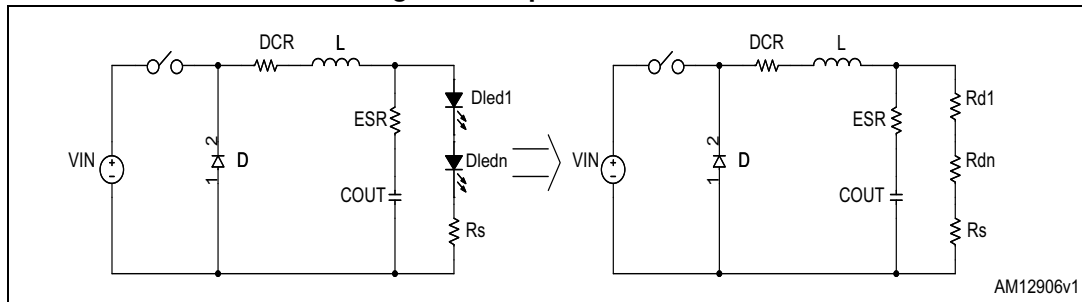 DCR L
VIN
2
1
D
ESR
COUT
Dled1
Dledn
Rs
DCR L
VIN
2
1
D
ESR
COUT
Rd1
Rdn
Rs
AM12906v1